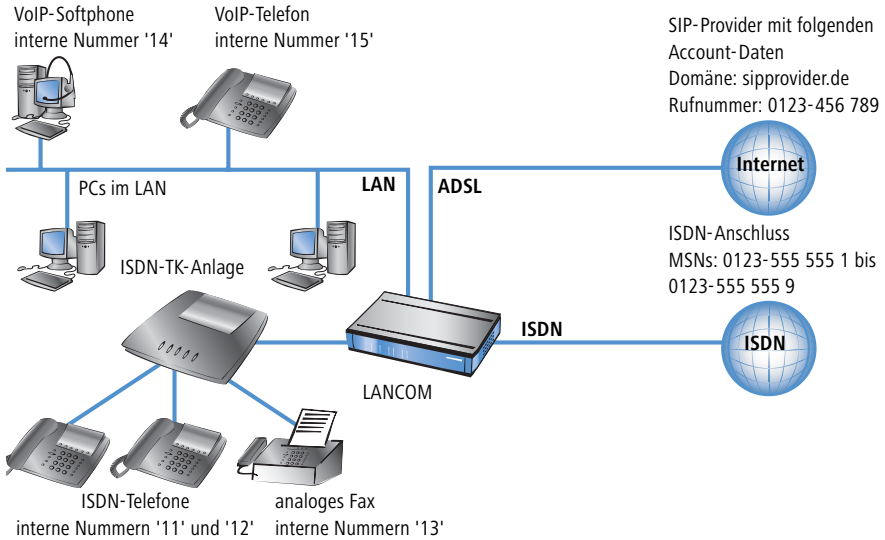 VoIP-Softphone
interne Nummer '14'
VoIP-Telefon
interne Nummer '15'
SIP-Provider mit folgenden
Account-Daten
Domäne: sipprovider.de
Rufnummer: 0123-456 789
Internet
PCs im LAN
LAN
ADSL
ISDN-Anschluss
MSNs: 0123-555 555 1 bis
0123-555 555 9
ISDN-TK-Anlage
ISDN
ISDN
LANCOM
ISDN-Telefone
interne Nummern '11' und '12'
analoges Fax
interne Nummern '13'